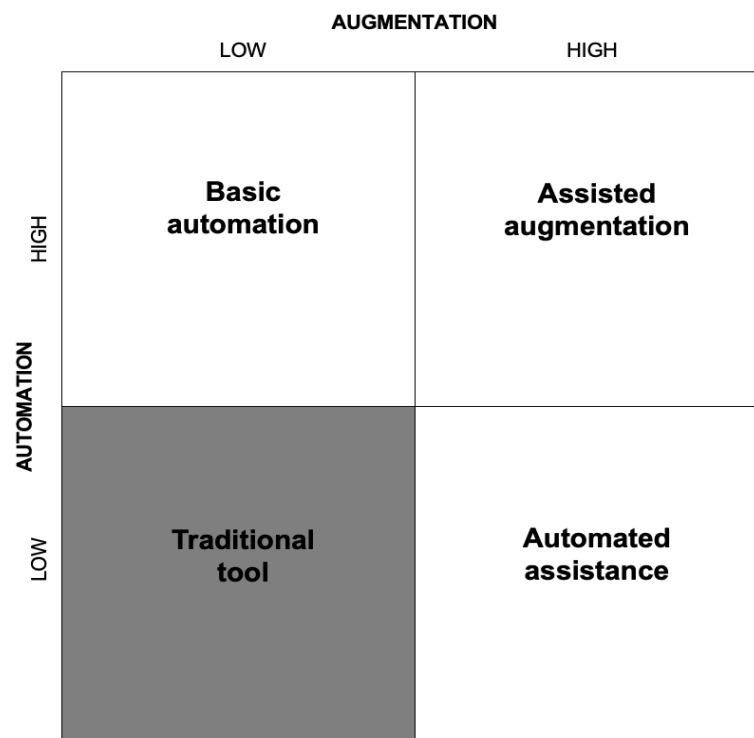 AUGMENTATION
LOW
HIGH
AUTOMATION
HIGH
Basic
automation
Assisted
augmentation
LOW
Traditional
tool
Automated
assistance